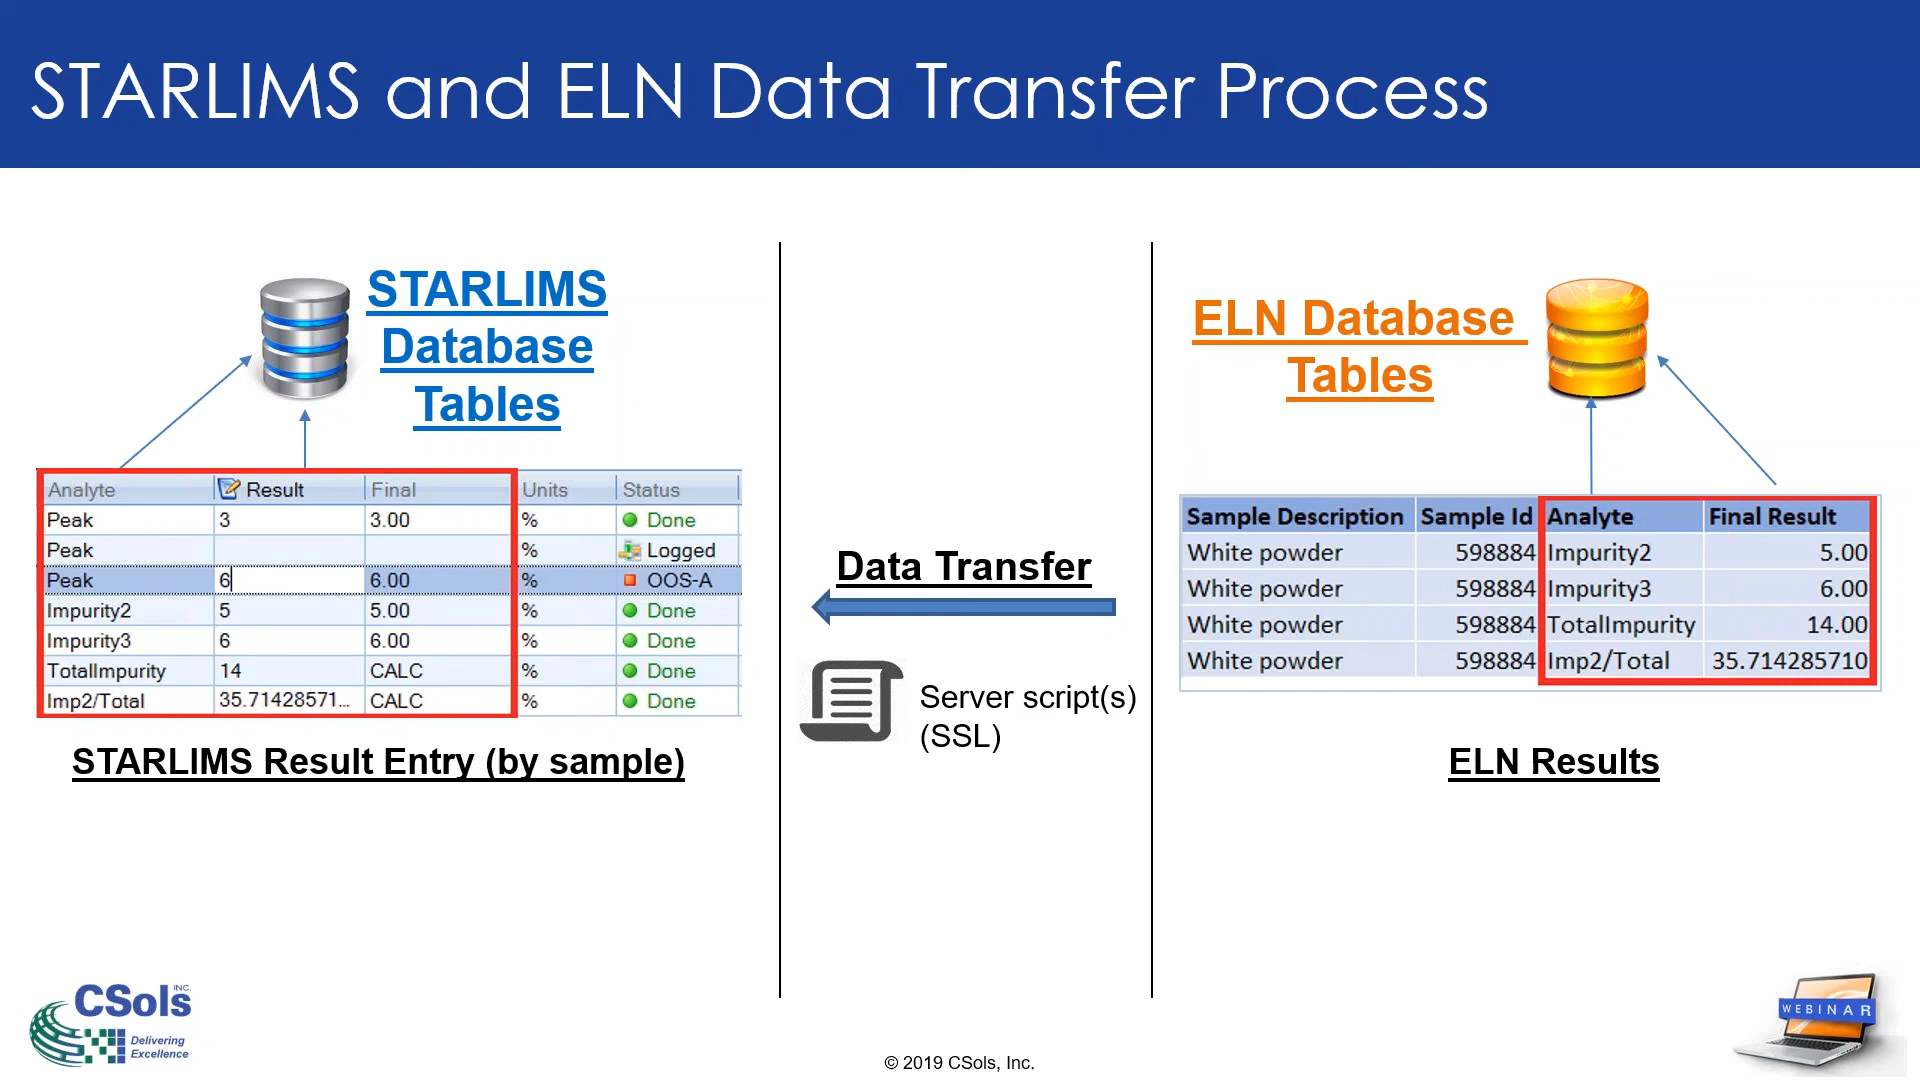 STARLIMS and ELN Data Transfer Process
STARLIMS
Database
Tables
Analyte Result Final Units Status
Peak 3 3.00 % Done
Peak % Logged
Peak 6 6.00 % OOS-A
Impurity2 5 5.00 % Done
Impurity3 6 6.00 % Done
TotalImpurity 14 CALC % Done
Imp2/Total 35.71428571... CALC % Done
STARLIMS Result Entry (by sample)
Data Transfer
Server script(s)
(SSL)
ELN Database
Tables
Sample Description Sample Id Analyte Final Result
White powder 598884 Impurity2 5.00
White powder 598884 Impurity3 6.00
White powder 598884 TotalImpurity 14.00
White powder 598884 Imp2/Total 35.714285710
ELN Results
CSols INC.
Delivering
Excellence
© 2019 CSols, Inc.
WEBINAR